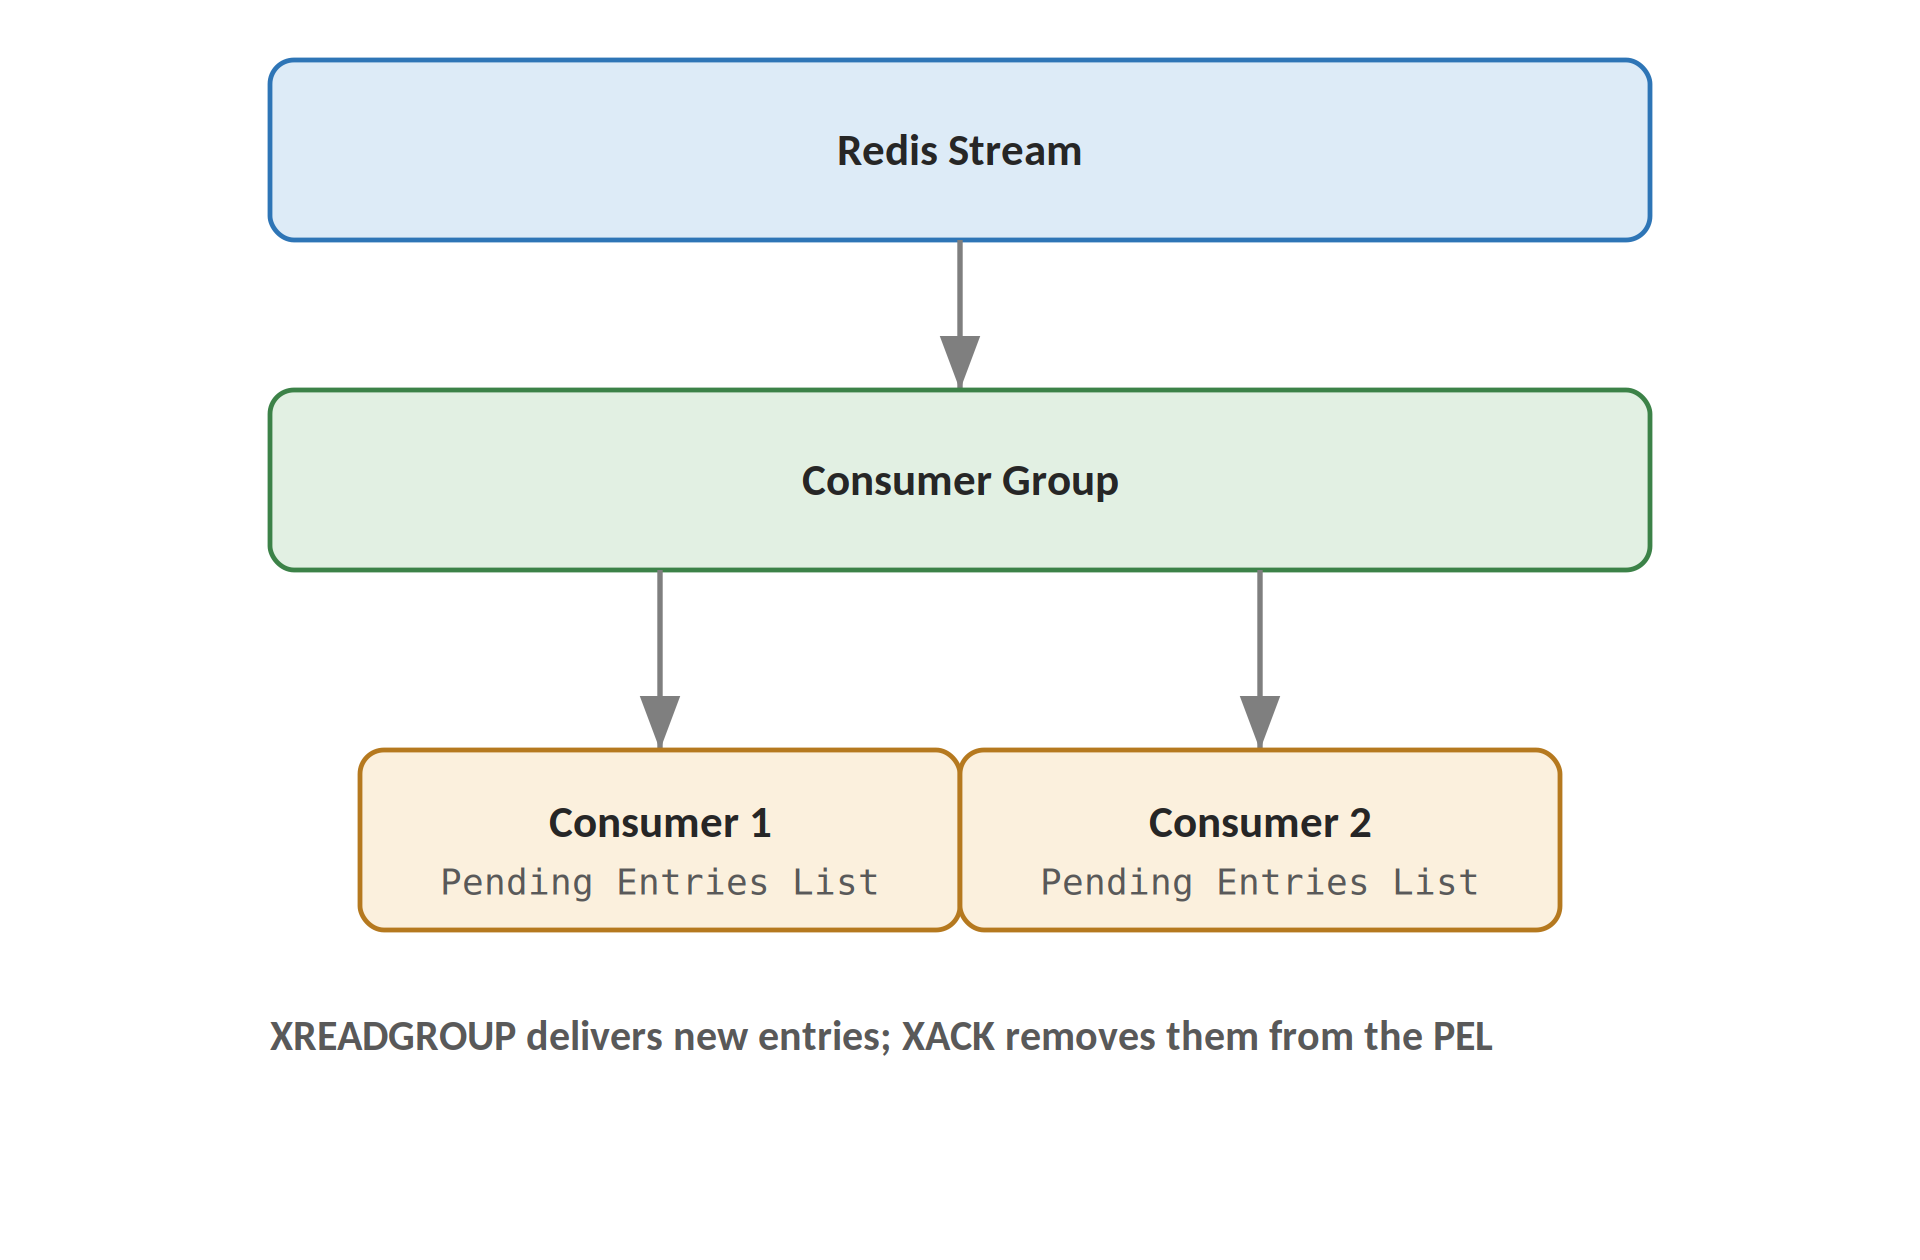 Redis Stream
Consumer Group
Consumer 1
Pending Entries List
Consumer 2
Pending Entries List
XREADGROUP delivers new entries; XACK removes them from the PEL